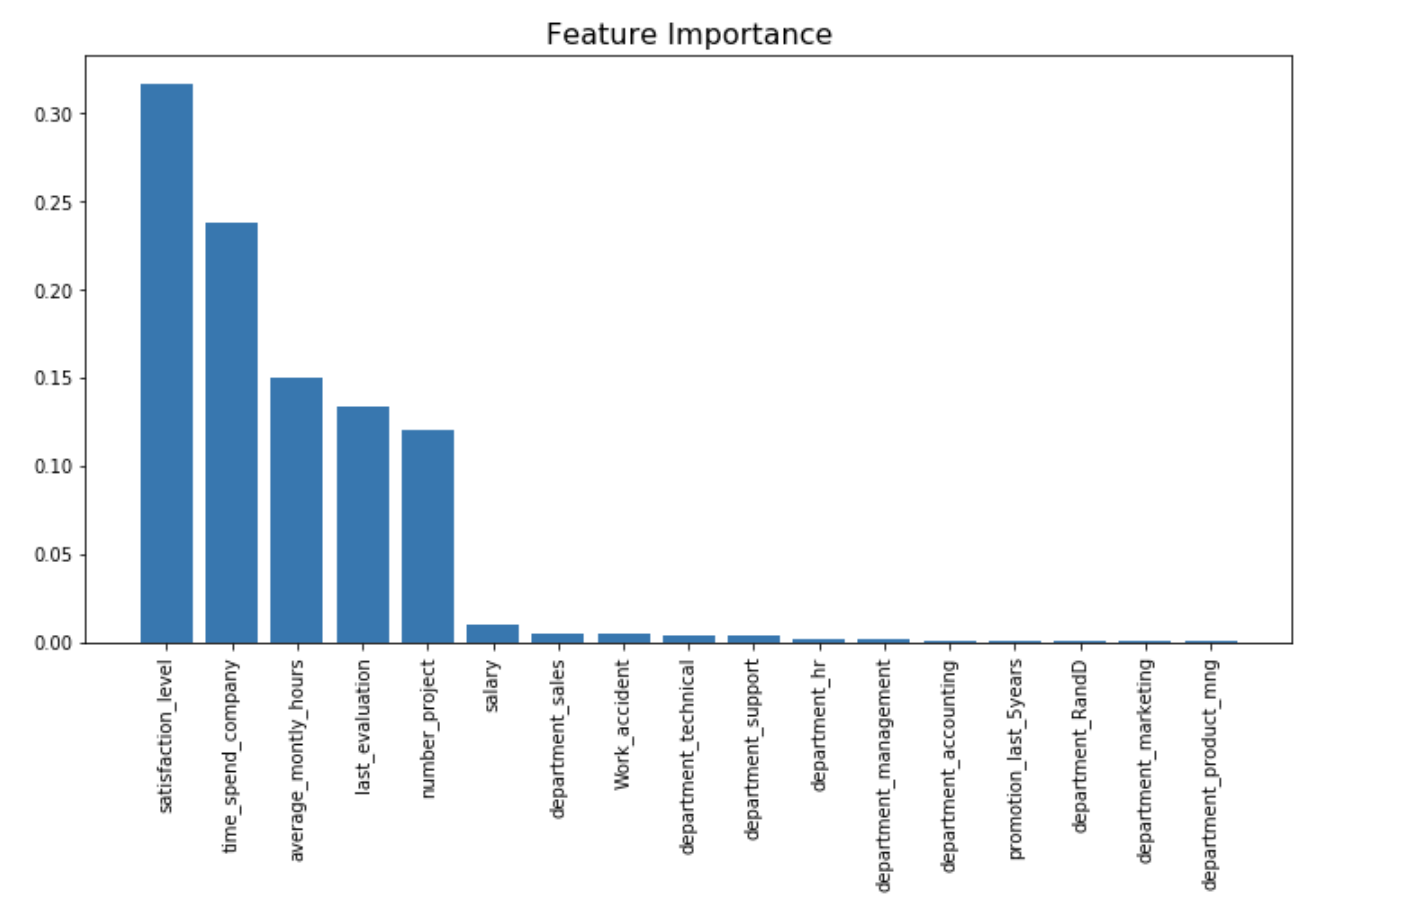 Feature Importance
0.30
0.25
0.20
0.15
0.10
0.05
0.00
satisfaction_level
time_spend_company
average_montly_hours
last_evaluation
number_project
salary
department_sales
Work_accident
department_technical
department_support
department_hr
department_management
department_accounting
promotion_last_5years
department_RandD
department_marketing
department_product_mng